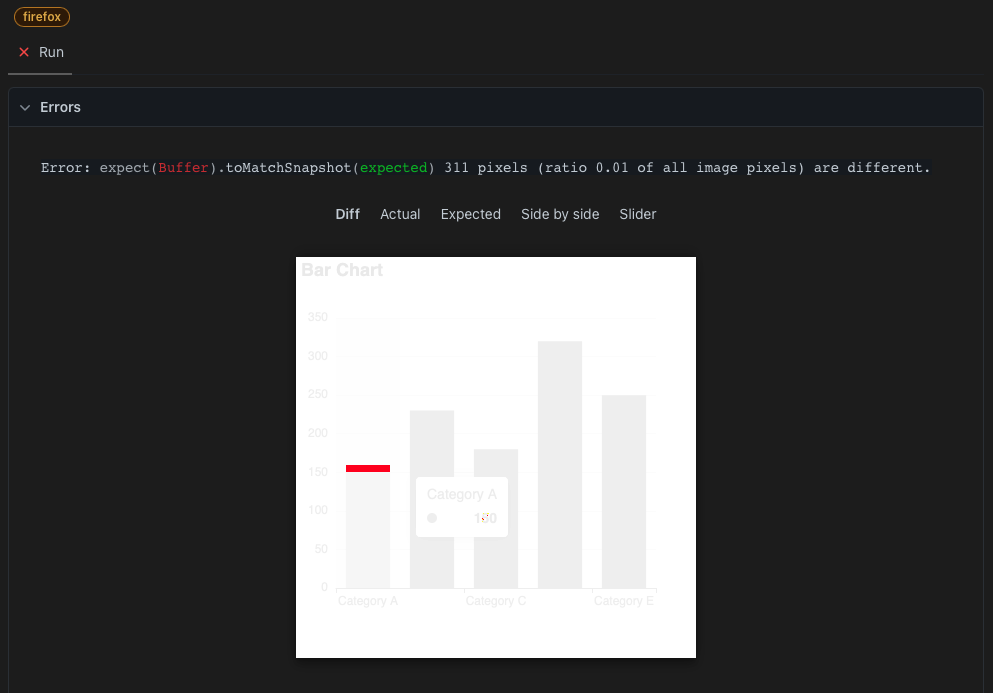 firefox
Run
Errors
Error: expect(Buffer).toMatchSnapshot(expected) 311 pixels (ratio 0.01 of all image pixels) are different.
Diff Actual Expected Side by side Slider
Bar Chart
350
300
250
200
150
100
50
0
Category A
Category A Category C Category E